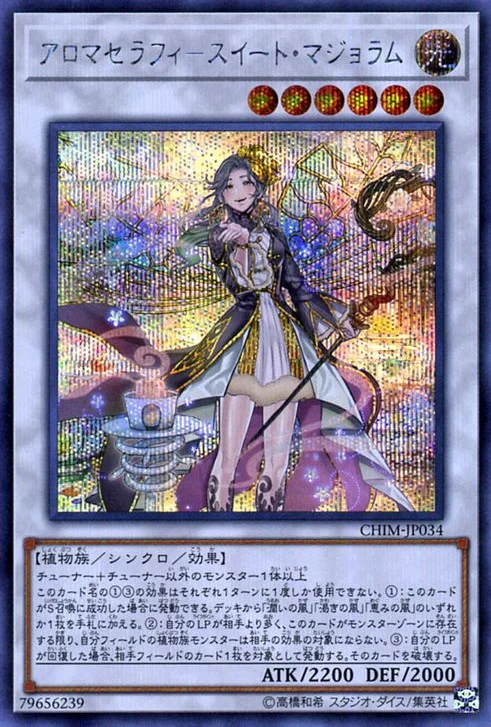 アロマセラフィースイート・マジョラム
光
CHIM-JP034
【植物族／シンクロ／効果】
チューナー＋チューナー以外のモンスター1体以上
このカード名の①③の効果はそれぞれ1ターンに1度しか使用できない。①：このカード
がS召喚に成功した場合に発動できる。デッキから「潤いの風」「渇きの風」「恵みの風」のいずれ
か1枚を手札に加える。②：自分のLPが相手より多くこのカードがモンスターゾーンに存在
する限り、自分フィールドの植物族モンスターは相手の効果の対象にならない。③：自分のLP
が回復した場合、相手フィールドのカード1枚を対象として発動する。そのカードを破壊する。
ATK/2200 DEF/2000
79656239
©高橋和希 スタジオ・ダイス/集英社